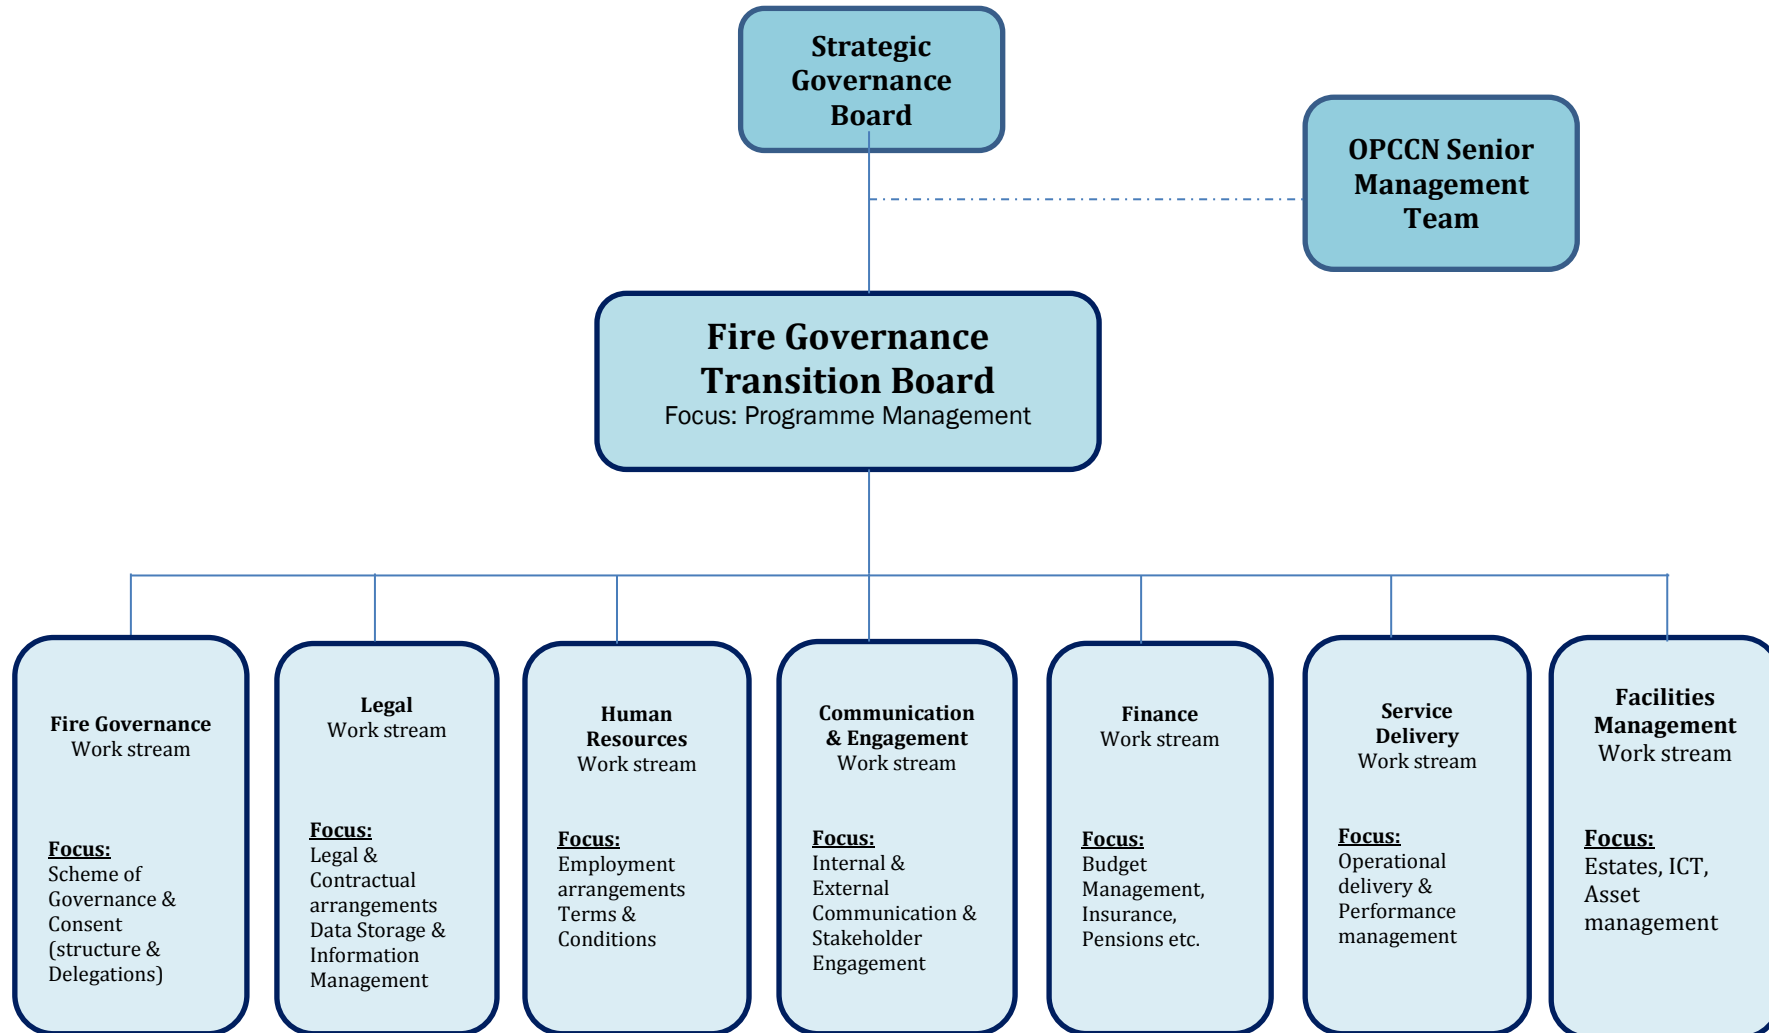 Strategic
Governance
Board
OPCCN Senior
Management
Team
Fire Governance
Transition Board
Focus: Programme Management
Fire Governance
Work stream
Focus:
Scheme of
Governance &
Consent
(structure &
Delegations)
Legal
Work stream
Focus:
Legal &
Contractual
arrangements
Data Storage &
Information
Management
Human
Resources
Work stream
Focus:
Employment
arrangements
Terms &
Conditions
Communication
& Engagement
Work stream
Focus:
Internal &
External
Communication &
Stakeholder
Engagement
Finance
Work stream
Focus:
Budget
Management,
Insurance,
Pensions etc.
Service
Delivery
Work stream
Focus:
Operational
delivery &
Performance
management
Facilities
Management
Work stream
Focus:
Estates, ICT,
Asset
management